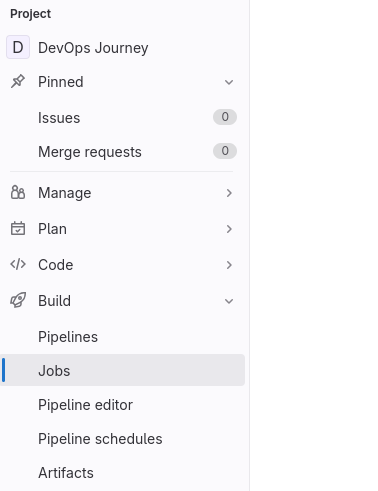 Project
D DevOps Journey
Pinned
Issues 0
Merge requests 0
Manage
Plan
Code
Build
Pipelines
Jobs
Pipeline editor
Pipeline schedules
Artifacts